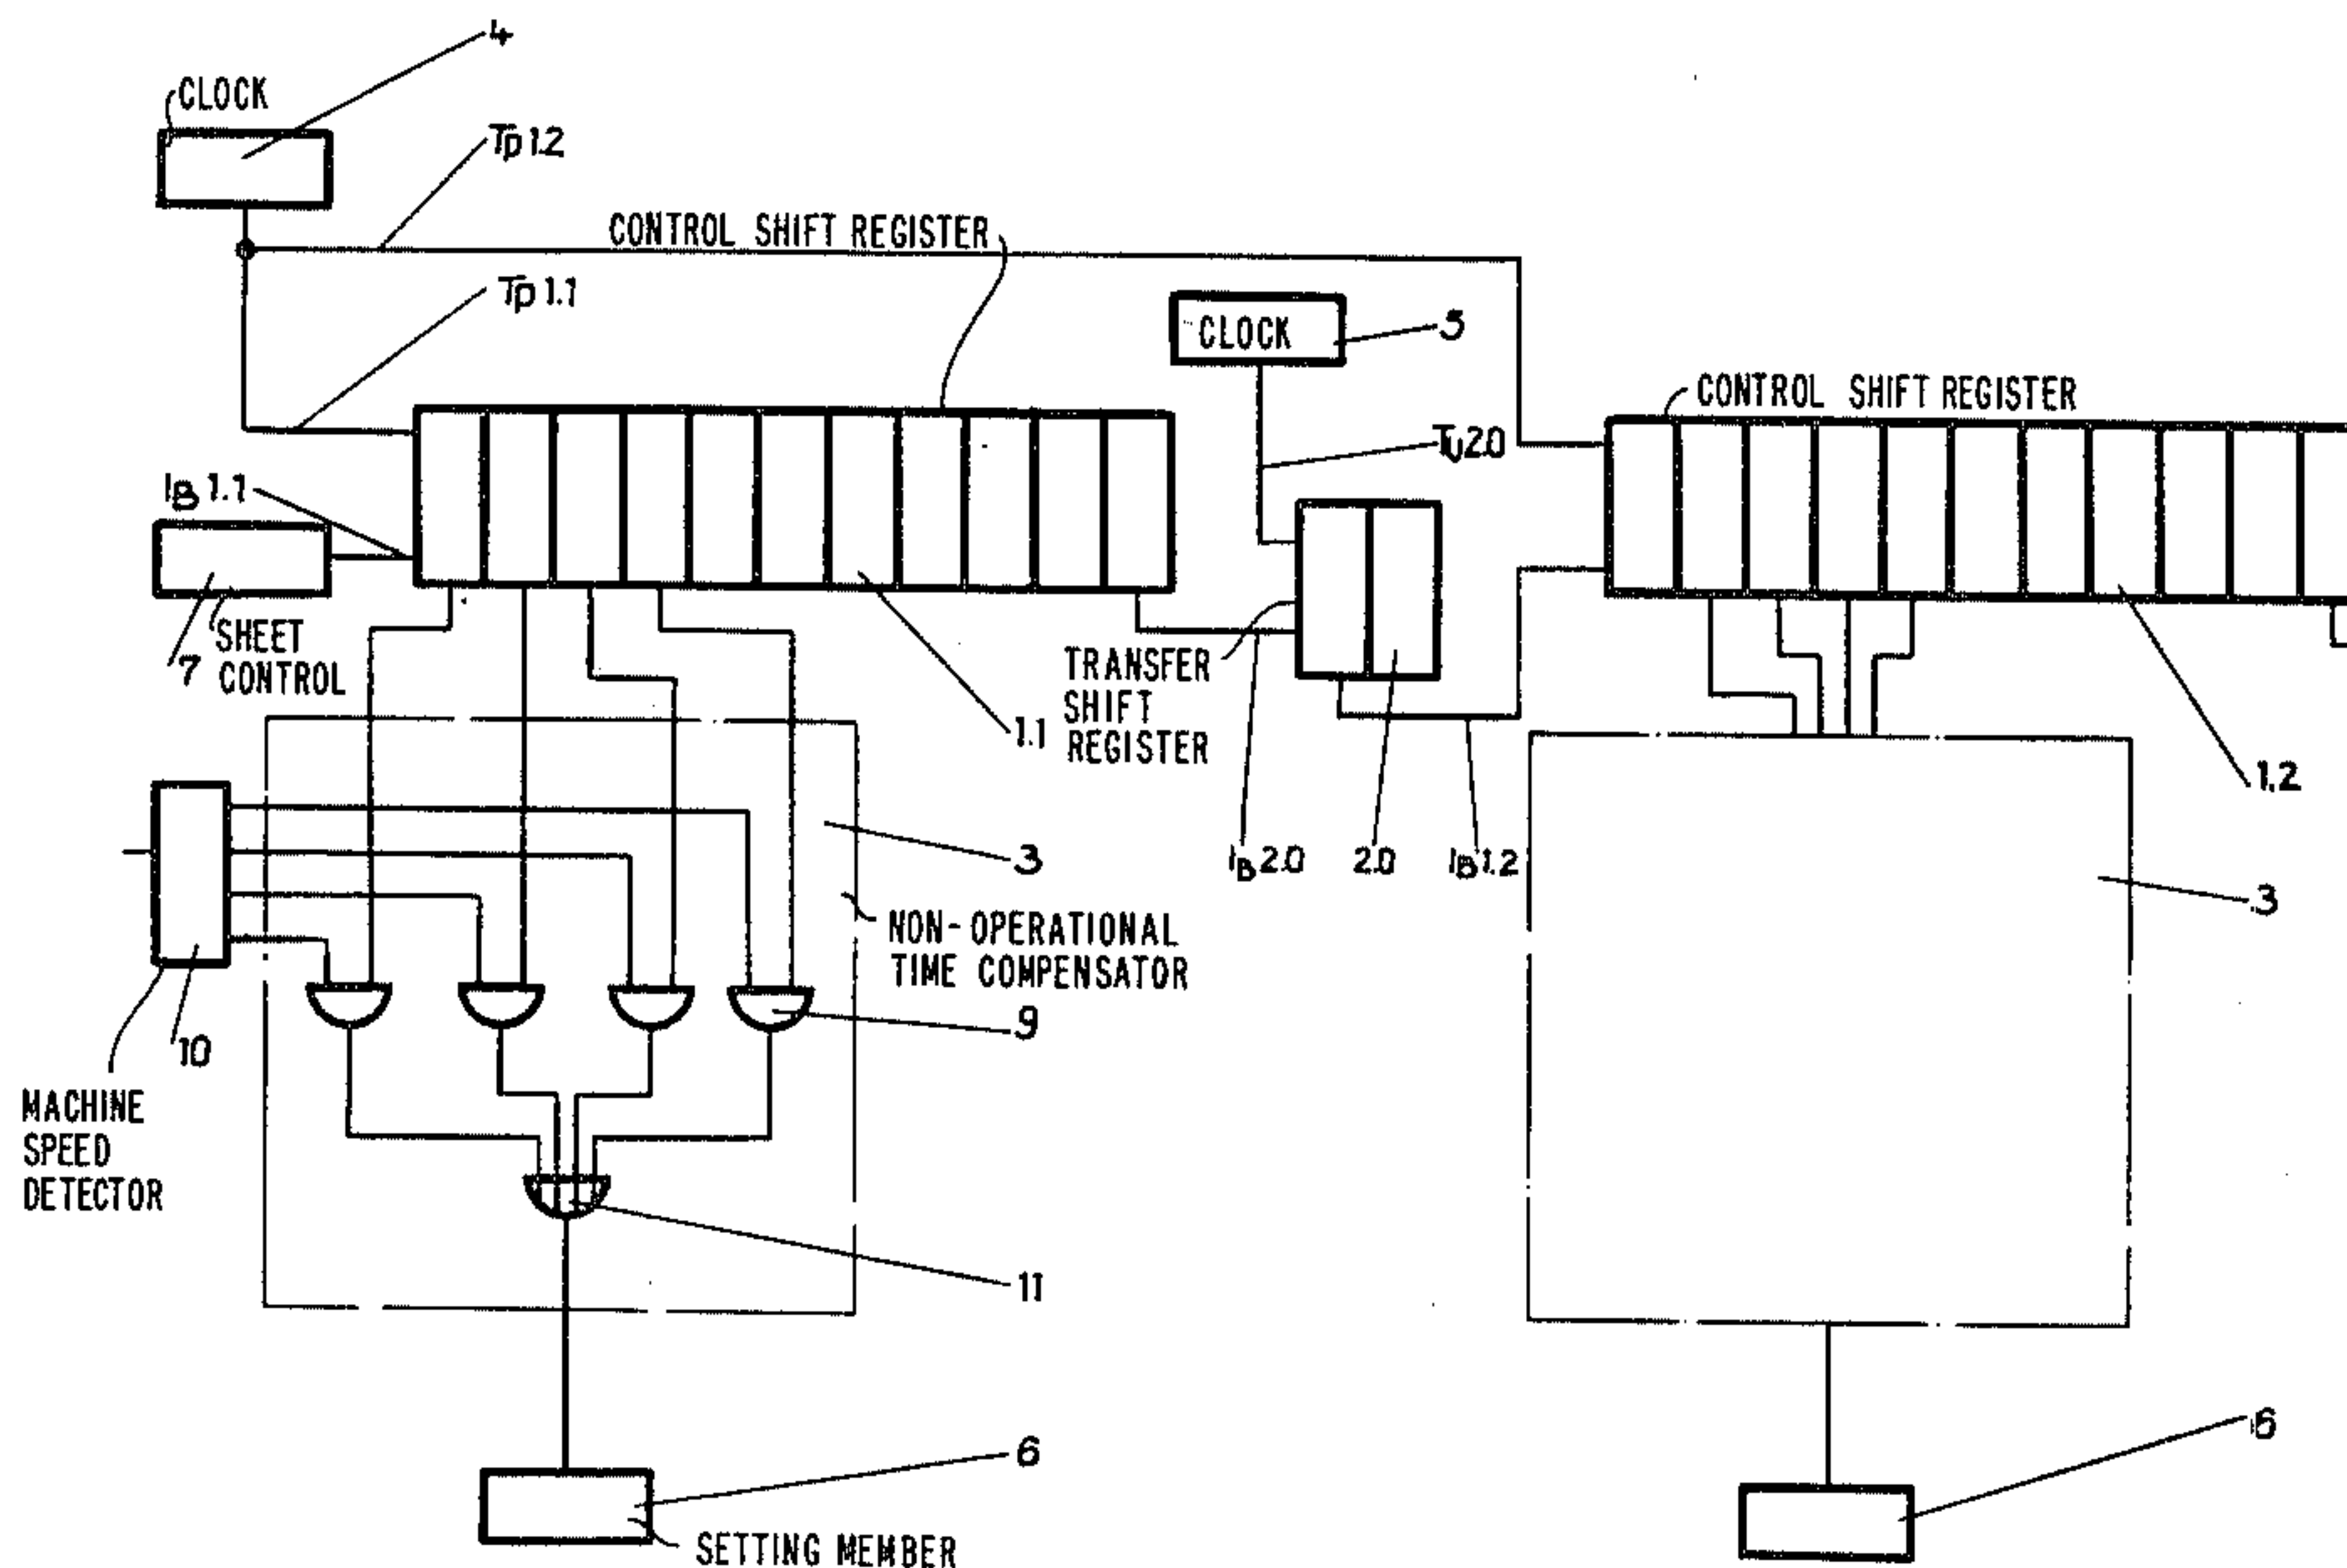 4
CLOCK
Tp 1.2
CONTROL SHIFT REGISTER
Tp 1.1
CLOCK
5
CONTROL SHIFT REGISTER
Tv 2.0
IB 1.1
SHEET
CONTROL
7
TRANSFER
SHIFT
REGISTER
1.1
1.2
3
IB 2.0
2.0
IB 1.2
3
NON-OPERATIONAL
TIME COMPENSATOR
9
10
MACHINE
SPEED
DETECTOR
11
6
6
SETTING MEMBER